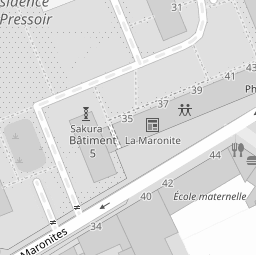 sidence
Pressoir
43
41
39
37
35
Ph
Sakura
Bâtiment
5
La Maronite
44
42
40
École maternelle
34
Maronites